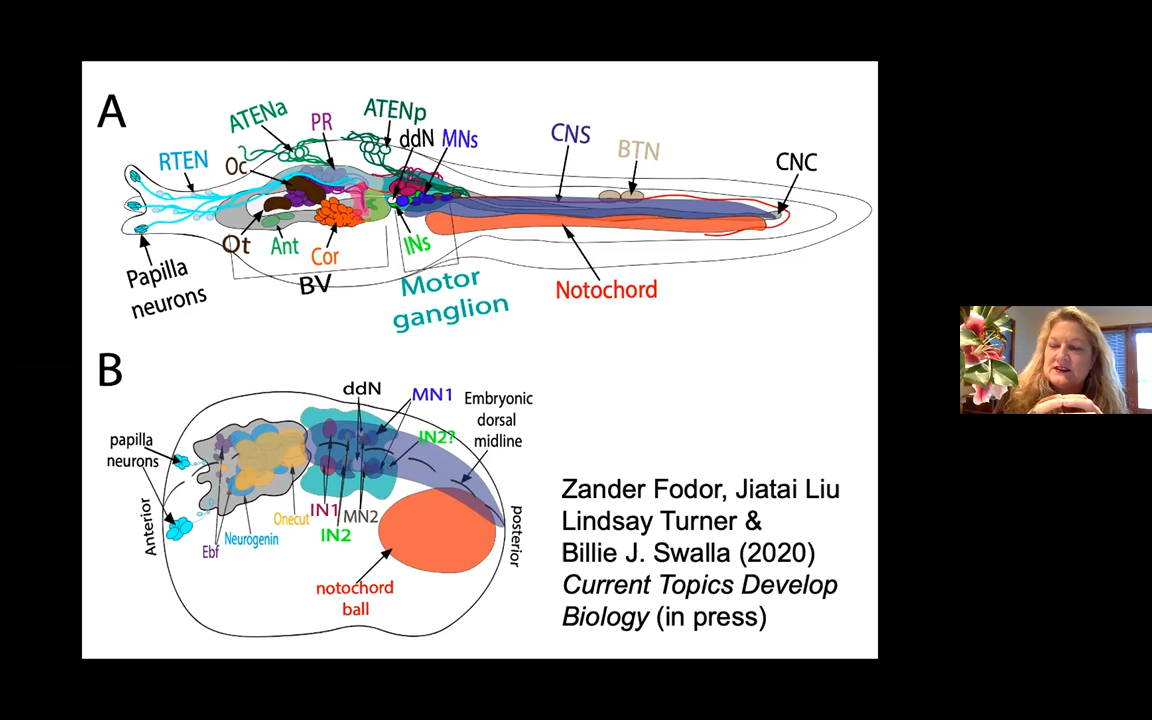 A
ATENa
PR
ATENp
ddN
MNs
CNS
BTN
CNC
RTEN
Oc
Ot
Ant
Cor
INs
BV
Papilla
neurons
Motor
ganglion
Notochord
B
ddN
MN1
Embryonic
dorsal
midline
IN2?
papilla
neurons
Anterior
posterior
Ebf
Neurogenin
Onecut
IN1
IN2
MN2
notochord
ball
Zander Fodor, Jiatai Liu
Lindsay Turner &
Billie J. Swalla (2020)
Current Topics Develop
Biology (in press)